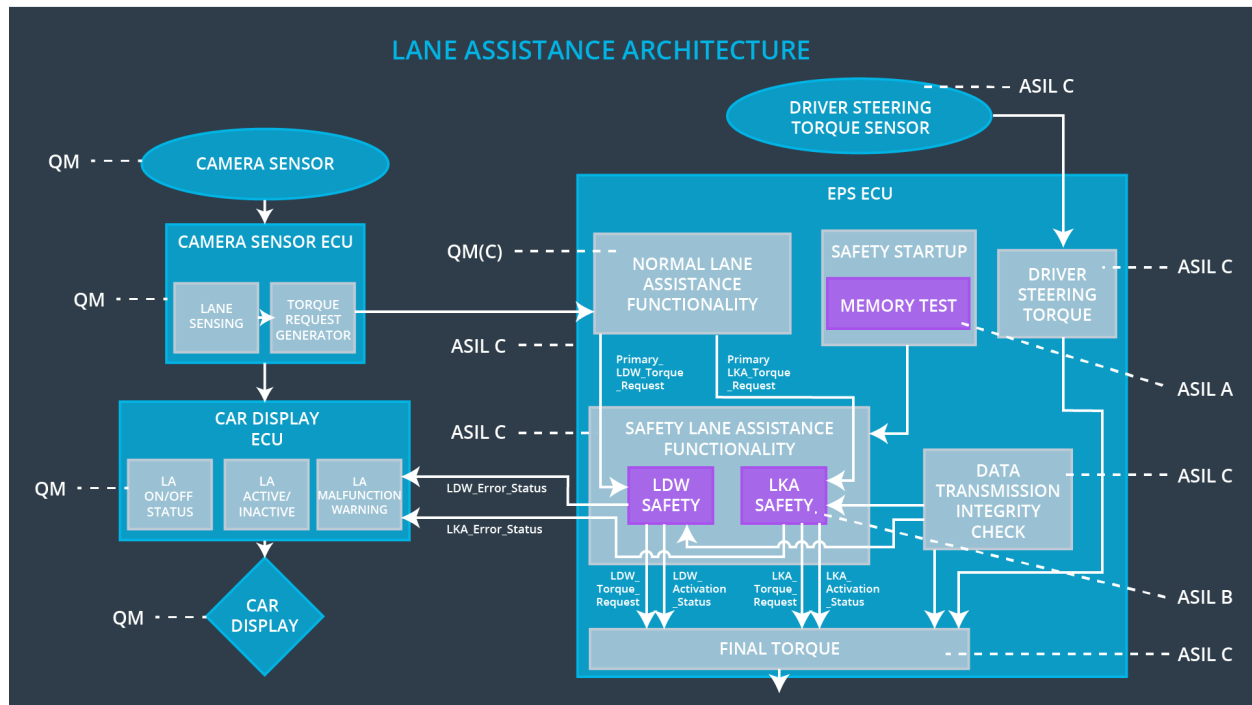 LANE ASSISTANCE ARCHITECTURE
ASIL C
DRIVER STEERING
TORQUE SENSOR
QM
CAMERA SENSOR
EPS ECU
CAMERA SENSOR ECU
QM(C)
NORMAL LANE
ASSISTANCE
FUNCTIONALITY
SAFETY STARTUP
MEMORY TEST
DRIVER
STEERING
TORQUE
ASIL C
QM
LANE
SENSING
TORQUE
REQUEST
GENERATOR
ASIL C
Primary_
LDW_Torque
_Request
Primary
LKA_Torque
_Request
ASIL A
CAR DISPLAY
ECU
ASIL C
SAFETY LANE ASSISTANCE
FUNCTIONALITY
QM
LA
ON/OFF
STATUS
LA
ACTIVE/
INACTIVE
LA
MALFUNCTION
WARNING
LDW_Error_Status
LKA_Error_Status
LDW
SAFETY
LKA
SAFETY
DATA
TRANSMISSION
INTEGRITY
CHECK
ASIL C
LDW_
Torque_
Request
LDW_
Activation
_Status
LKA_
Torque_
Request
LKA_
Activation
_Status
ASIL B
QM
CAR
DISPLAY
FINAL TORQUE
ASIL C